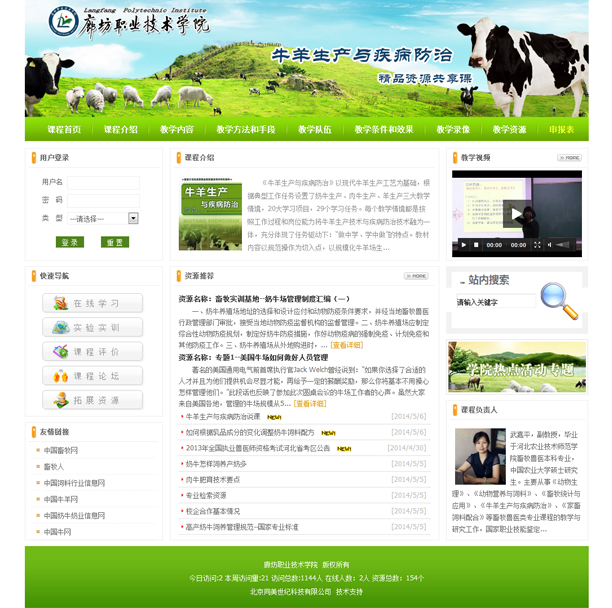 Langfang Polytechnic Institute
廊坊职业技术学院
牛羊生产与疾病防治
精品资源共享课
课程首页 课程介绍 教学内容 教学方法和手段 教学队伍 教学条件和效果 教学录像 教学资源 申报表
用户登录
用户名
密 码
类 型 ---请选择---
登 录 重 置
快速导航
在线学习
实验实训
课程评价
课程论坛
拓展资源
友情链接
中国畜牧网
畜牧人
中国饲料行业信息网
中国牛羊网
中国奶牛热业信息网
中国牛网
课程介绍
牛羊生产
与疾病防治
《牛羊生产与疾病防治》以现代牛羊生产工艺为基础，根
据典型工作任务设置了奶牛生产、肉牛生产、羊生产三大教学
情境，20大学习项目，29个学习任务。每个教学情境都是按
照工作过程和岗位能力将牛羊生产技术与疾病防治技术融为一
体，充分体现了任务驱动下："做中学、学中做"的特点。教材
内容以规范操作为切入点，以规模化牛羊场生...
资源推荐
HOME
资源名称：畜牧实训基地--奶牛场管理制度汇编（一）
一、奶牛养殖场地址的选择和设计应付和动物防疫条件要求，并经当地畜牧兽医
行政管理部门审批，接受当地动物防疫监督机构的监督管理。二、奶牛养殖场应制定
综合性动物防疫规划，制定好奶牛防疫措施，作好动物疫病的强制免疫、计划免疫和
其他防疫工作。三、奶牛养殖场从外地购进时，... [查看详细]
资源名称：专题1--美国牛场如何做好人员管理
著名的美国通用电气前首席执行官Jack Welch曾经说到："如果你选择了合适的
人才并且为他们提供机会尽显才能，再给予一定的薪酬奖励，那么你将基本不用操心
怎样管理他们。"此段话也反映了参加此次圆桌会议的牛场工作者的心声。虽然大家
来自美国各地，管理的牛场规模从5... [查看详细]
牛羊生产与疾病防治说课 NEW! [2014/5/6]
如何根据乳品成分的变化调整奶牛饲料配方 NEW! [2014/5/6]
2013年全国执业兽医师资格考试河北省考区公告 NEW! [2014/4/30]
奶牛怎样饲养产奶多 [2014/5/5]
肉牛肥育技术要点 [2014/5/5]
专业检索资源 [2014/5/5]
校企合作基本情况 [2014/5/5]
高产奶牛饲养管理规范--国家专业标准 [2014/5/5]
教学视频
HOME
00:00 00:00
站内搜索
请输入关键字
学院热点活动专题
课程负责人
武嘉平，副教授，毕业
于河北农业技术师范学
院畜牧兽医本科专业，
中国农业大学硕士研究
生。主要从事《动物生
理》、《动物营养与饲料》、《畜牧统计与
应用》、《牛羊生产与疾病防治》、《家畜
饲料配合》等畜牧兽医类专业课程的教学与
研究工作，国家职业技能鉴定...
廊坊职业技术学院 版权所有
今日访问:2 本周访问量:21 访问总数:1144人 在线人数：2人 资源总数：154个
北京网美世纪科技有限公司 技术支持